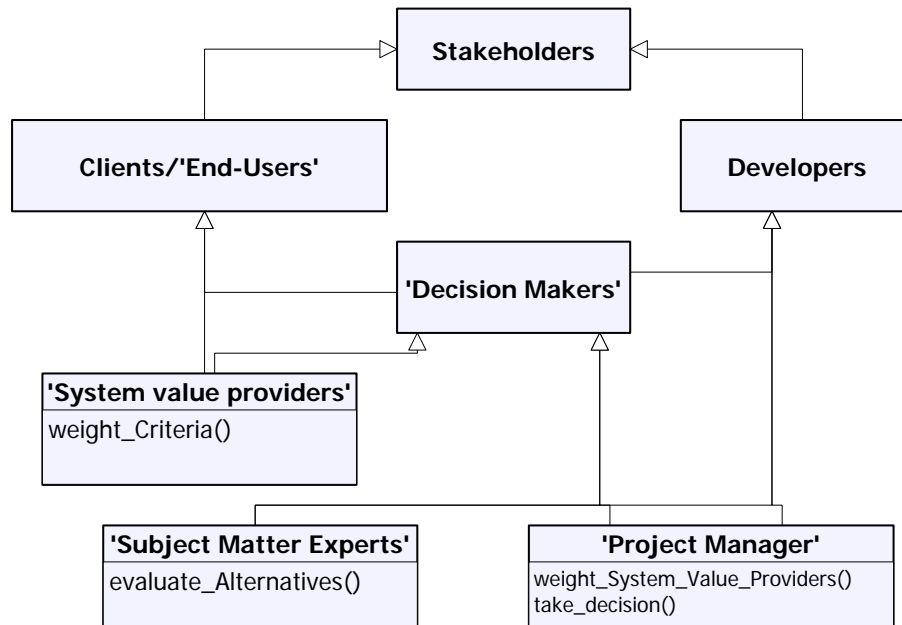 Stakeholders
Clients/'End-Users'
Developers
'Decision Makers'
'System value providers'
weight_Criteria()
'Subject Matter Experts'
evaluate_Alternatives()
'Project Manager'
weight_System_Value_Providers()
take_decision()